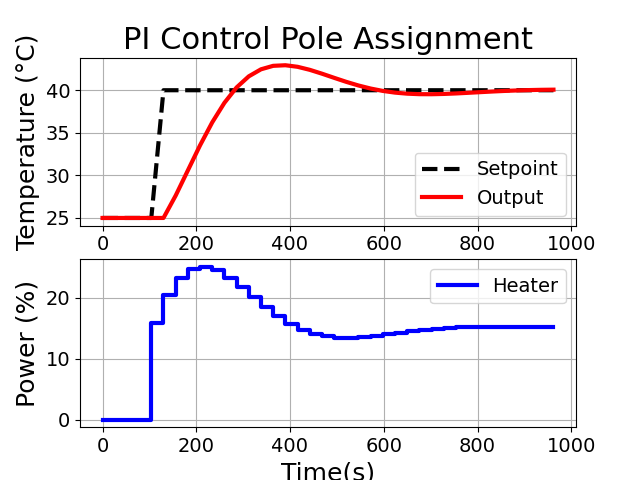 PI Control Pole Assignment
Temperature (°C)
40
35
30
25
Setpoint
Output
0 200 400 600 800 1000
Power (%)
20
10
0
Heater
0 200 400 600 800 1000
Time(s)